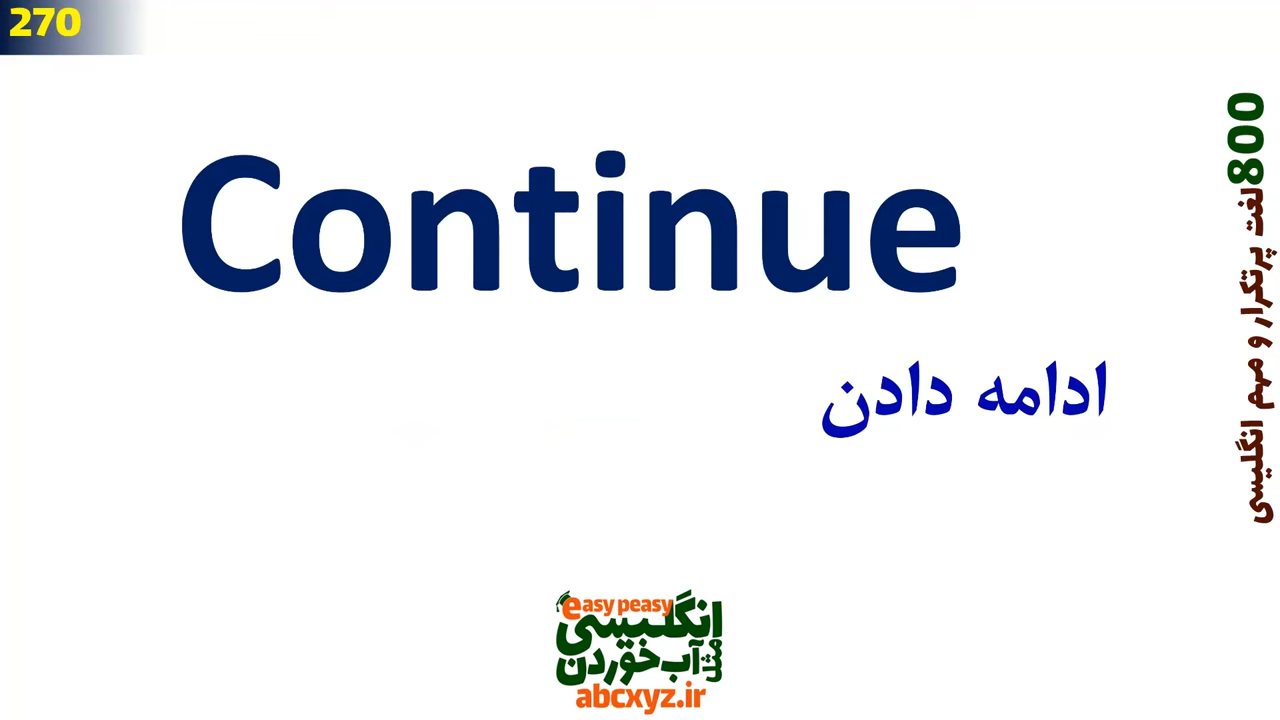 270
Continue
ادامه دادن
800 لغت پرتکرار و مهم انگلیسی
easy peasy
انگلیسی
مثل آب خوردن
abcxyz.ir